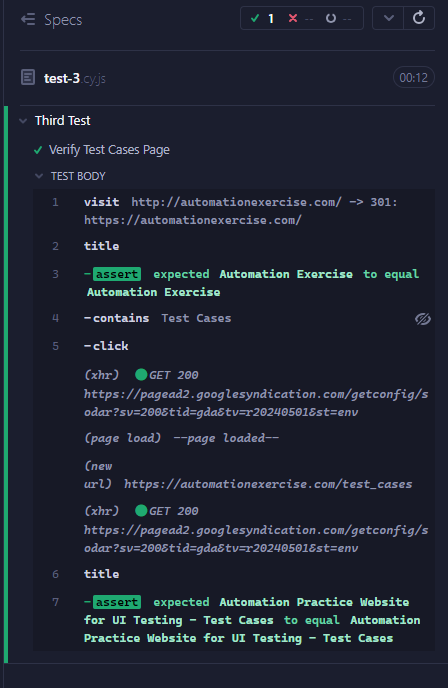 Specs
1 -- --
test-3.cy.js
00:12
Third Test
Verify Test Cases Page
TEST BODY
1 visit http://automationexercise.com/ -> 301:
https://automationexercise.com/
2 title
3 -assert expected Automation Exercise to equal
Automation Exercise
4 -contains Test Cases
5 -click
(xhr) GET 200
https://pagead2.googlesyndication.com/getconfig/s
odar?sv=200&tid=gda&tv=r20240501&st=env
(page load) --page loaded--
(new
url) https://automationexercise.com/test_cases
(xhr) GET 200
https://pagead2.googlesyndication.com/getconfig/s
odar?sv=200&tid=gda&tv=r20240501&st=env
6 title
7 -assert expected Automation Practice Website
for UI Testing - Test Cases to equal Automation
Practice Website for UI Testing - Test Cases